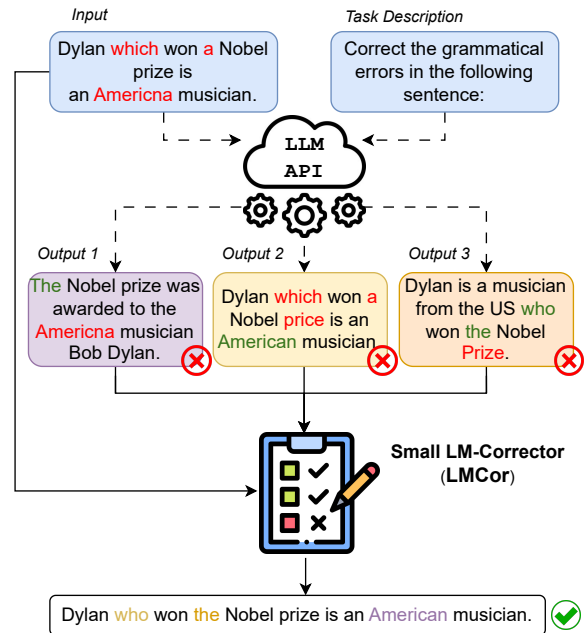 Input
Task Description
Dylan which won a Nobel
prize is
an Americna musician.
Correct the grammatical
errors in the following
sentence:
LLM
API
Output 1
Output 2
Output 3
The Nobel prize was
awarded to the
Americna musician
Bob Dylan.
Dylan which won a
Nobel price is an
American musician
Dylan is a musician
from the US who
won the Nobel
Prize.
Small LM-Corrector
(LMCor)
Dylan who won the Nobel prize is an American musician.